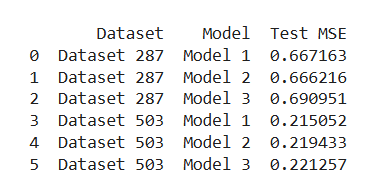 Dataset Model Test MSE
0 Dataset 287 Model 1 0.667163
1 Dataset 287 Model 2 0.666216
2 Dataset 287 Model 3 0.690951
3 Dataset 503 Model 1 0.215052
4 Dataset 503 Model 2 0.219433
5 Dataset 503 Model 3 0.221257